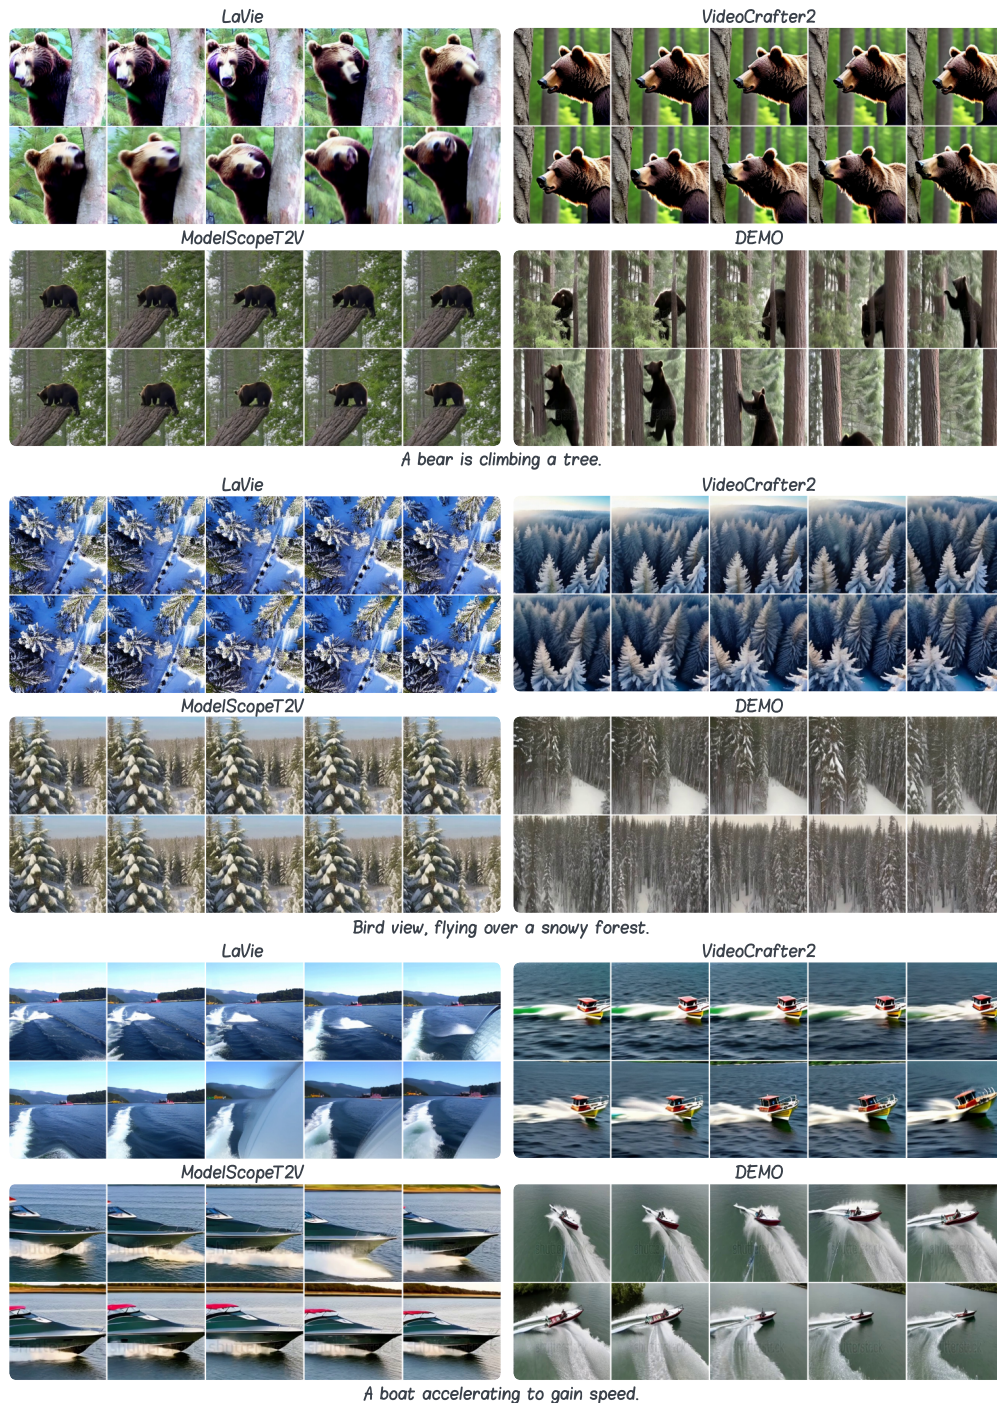 LaVie
VideoCrafter2
ModelScopeT2V
DEMO
A bear is climbing a tree.
LaVie
VideoCrafter2
ModelScopeT2V
DEMO
Bird view, flying over a snowy forest.
LaVie
VideoCrafter2
ModelScopeT2V
DEMO
A boat accelerating to gain speed.